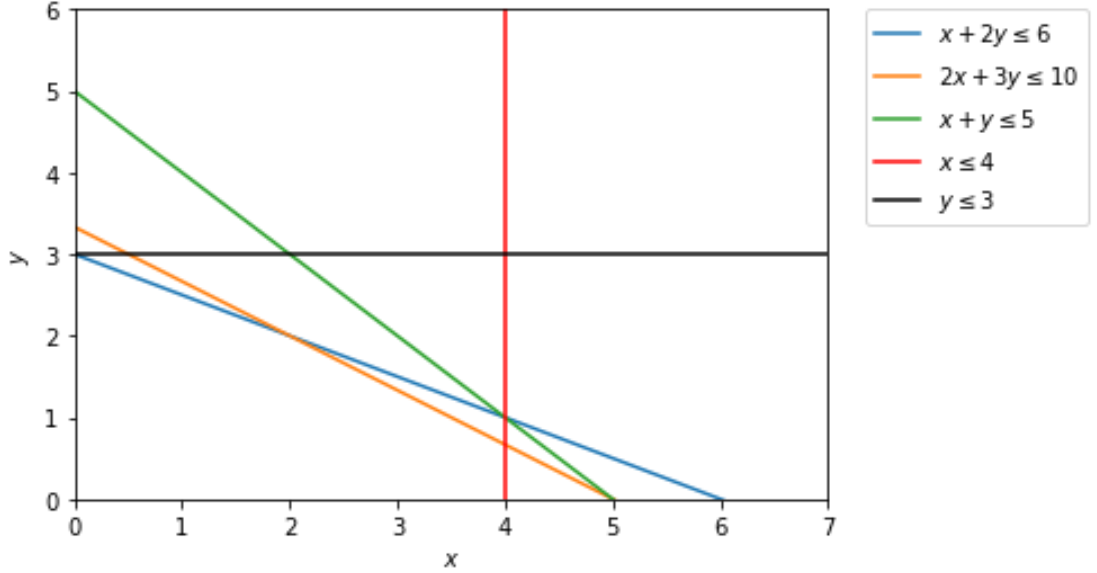 6
5
4
3
2
1
0
y
0 1 2 3 4 5 6 7
x
x + 2y ≤ 6
2x + 3y ≤ 10
x + y ≤ 5
x ≤ 4
y ≤ 3